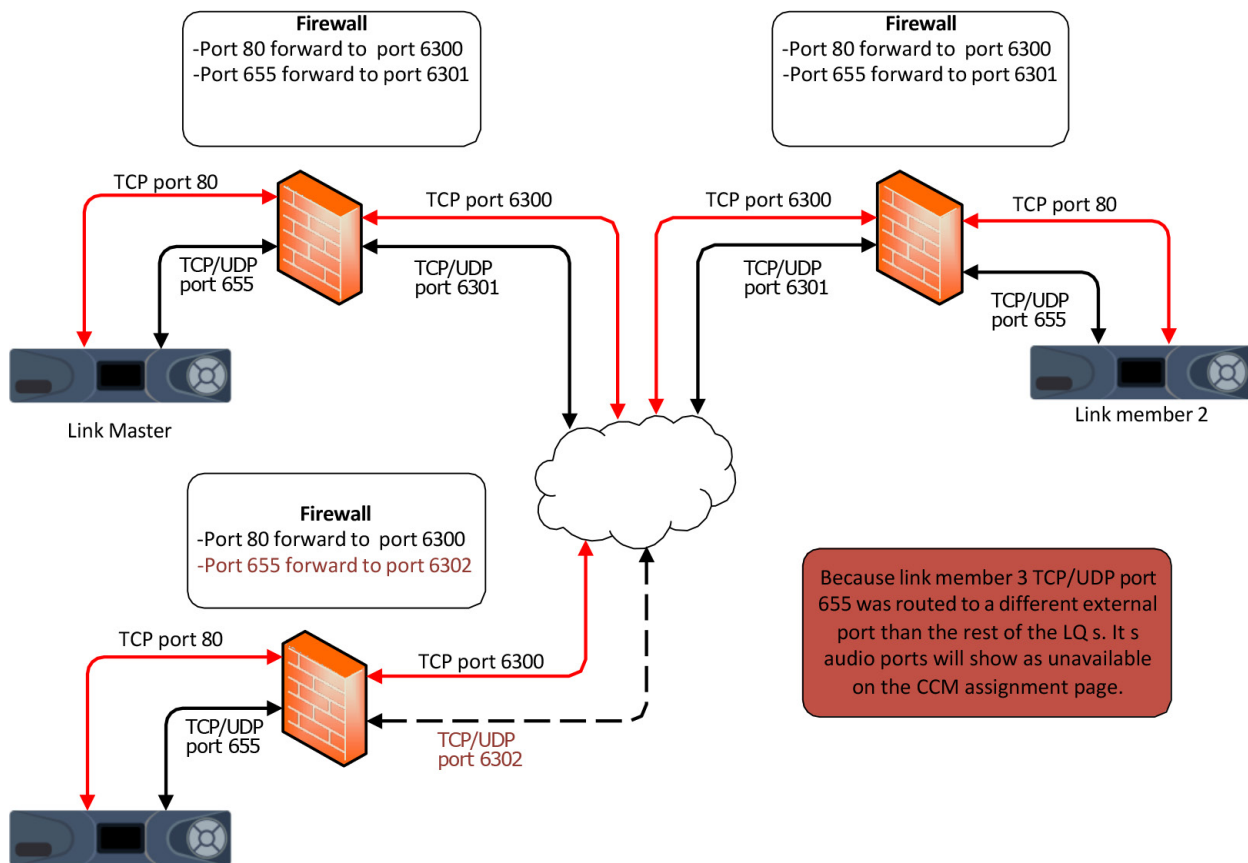 Firewall
-Port 80 forward to port 6300
-Port 655 forward to port 6301
Firewall
-Port 80 forward to port 6300
-Port 655 forward to port 6301
TCP port 80
TCP port 6300
TCP/UDP
port 655
TCP/UDP
port 6301
TCP port 6300
TCP port 80
TCP/UDP
port 6301
TCP/UDP
port 655
Link Master
Link member 2
Firewall
-Port 80 forward to port 6300
-Port 655 forward to port 6302
TCP port 80
TCP port 6300
TCP/UDP
port 655
TCP/UDP
port 6302
Because link member 3 TCP/UDP port
655 was routed to a different external
port than the rest of the LQ s. It s
audio ports will show as unavailable
on the CCM assignment page.